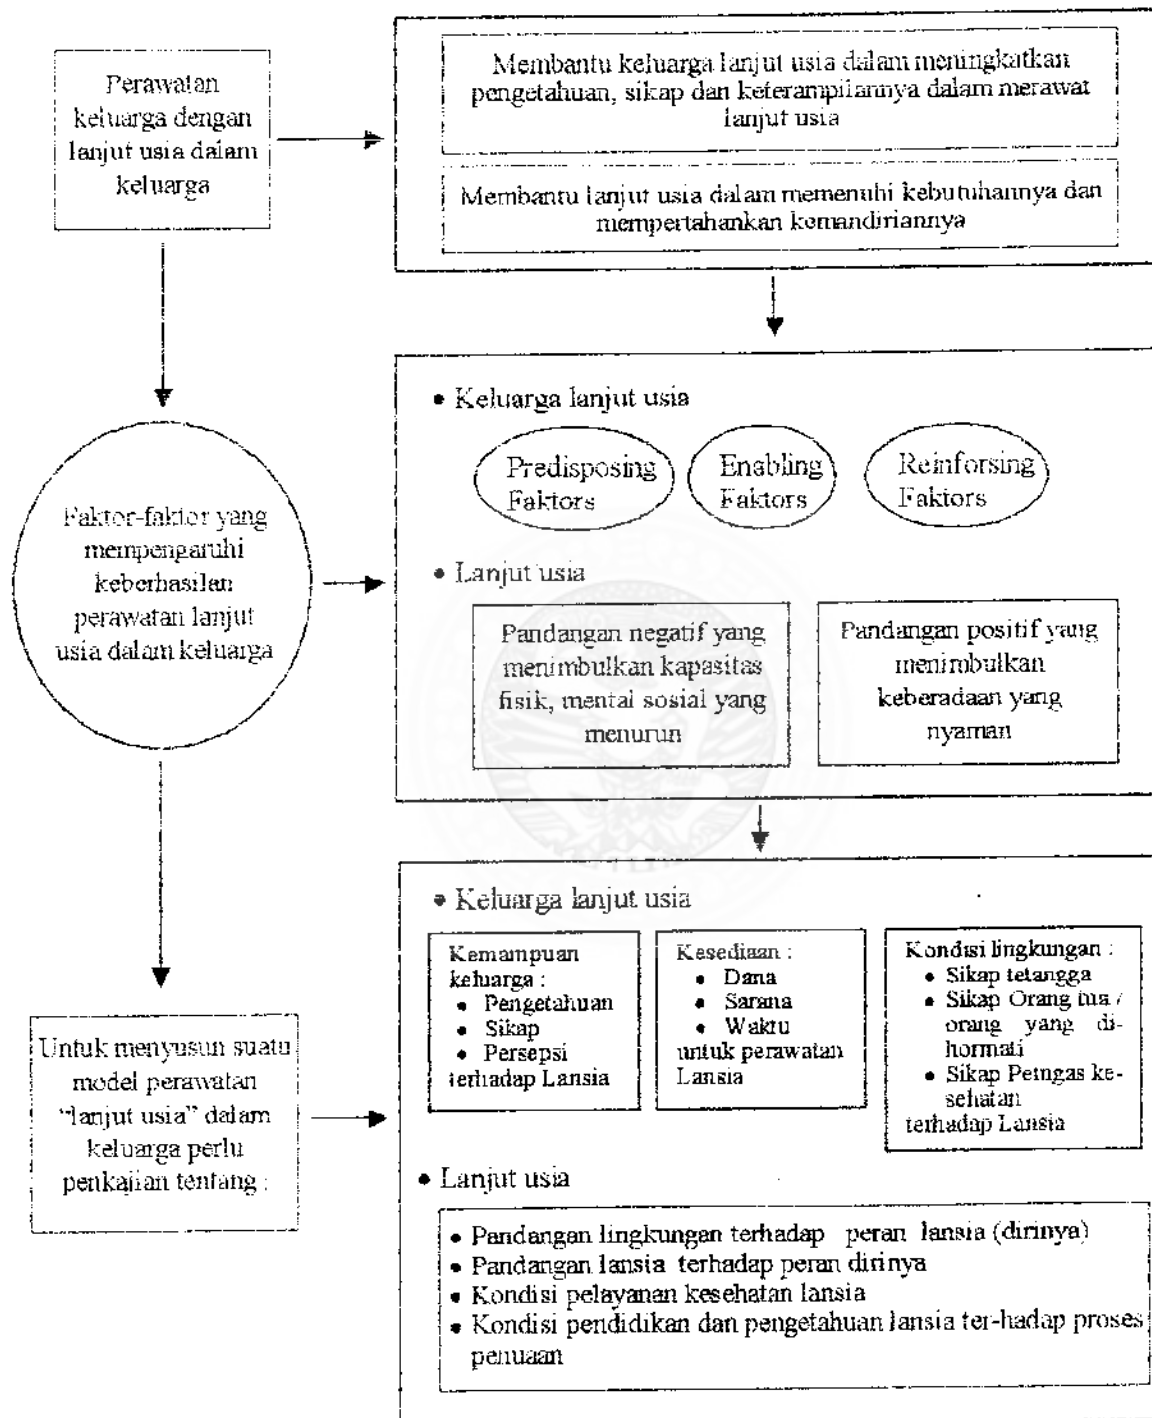 Perawatan
keluarga dengan
lanjut usia dalam
keluarga
Membantu keluarga lanjut usia dalam meningkatkan
pengetahuan, sikap dan keterampilannya dalam merawat
lanjut usia
Membantu lanjut usia dalam memenuhi kebutuhannya dan
mempertahankan kemandiriannya
Faktor-faktor yang
mempengaruhi
keberhasilan
perawatan lanjut
usia dalam keluarga
• Keluarga lanjut usia
Predisposing
Faktors
Enabling
Faktors
Reinforsing
Faktors
• Lanjut usia
Pandangan negatif yang
menimbulkan kapasitas
fisik, mental sosial yang
menurun
Pandangan positif yang
menimbulkan
keberadaan yang
nyaman
Untuk menyusun suatu
model perawatan
“lanjut usia” dalam
keluarga perlu
penkajian tentang :
• Keluarga lanjut usia
Kemampuan
keluarga :
• Pengetahuan
• Sikap
• Persepsi
terhadap Lansia
Kesediaan :
• Dana
• Sarana
• Waktu
untuk perawatan
Lansia
Kondisi lingkungan :
• Sikap tetangga
• Sikap Orang tua /
orang yang di-
hormati
• Sikap Petugas ke-
sehatan
terhadap Lansia
• Lanjut usia
• Pandangan lingkungan terhadap peran lansia (dirinya)
• Pandangan lansia terhadap peran dirinya
• Kondisi pelayanan kesehatan lansia
• Kondisi pendidikan dan pengetahuan lansia ter-hadap proses
penuaan